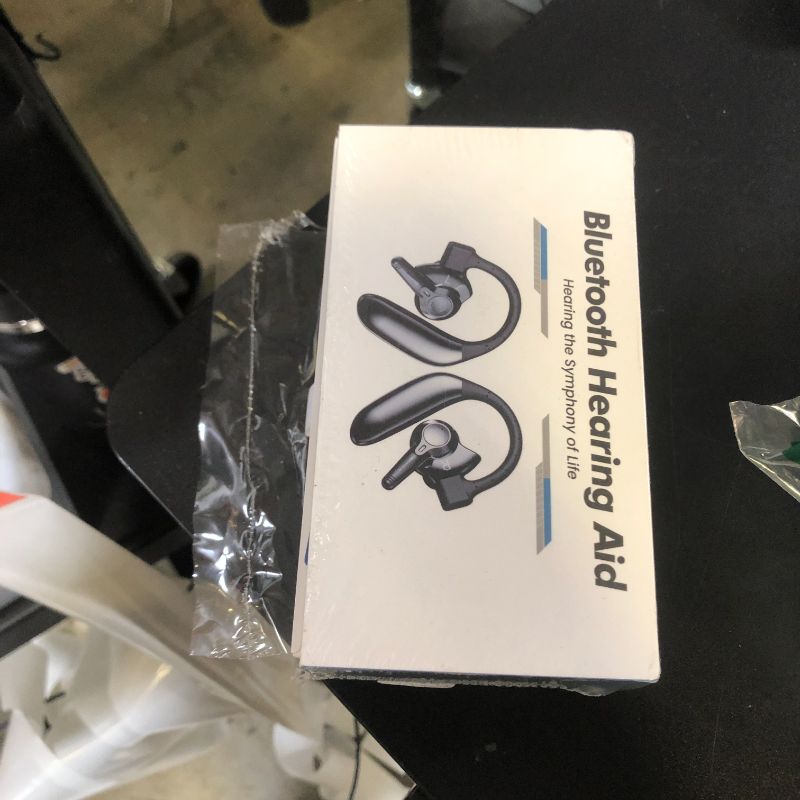 Bluetooth Hearing Aid
Hearing the Symphony of Life